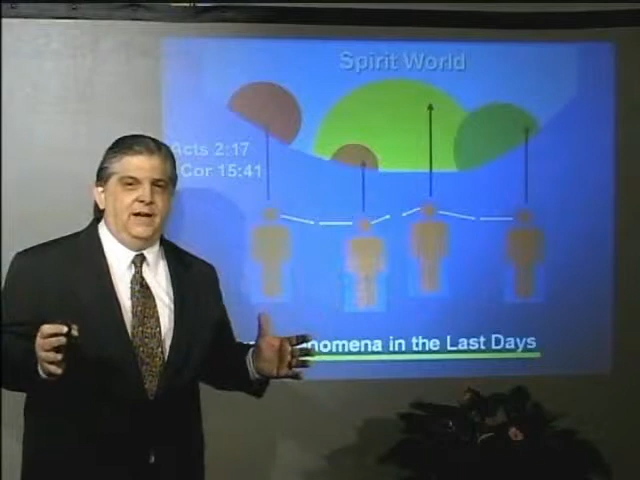 Spirit World
Acts 2:17
Cor 15:41
nomena in the Last Days